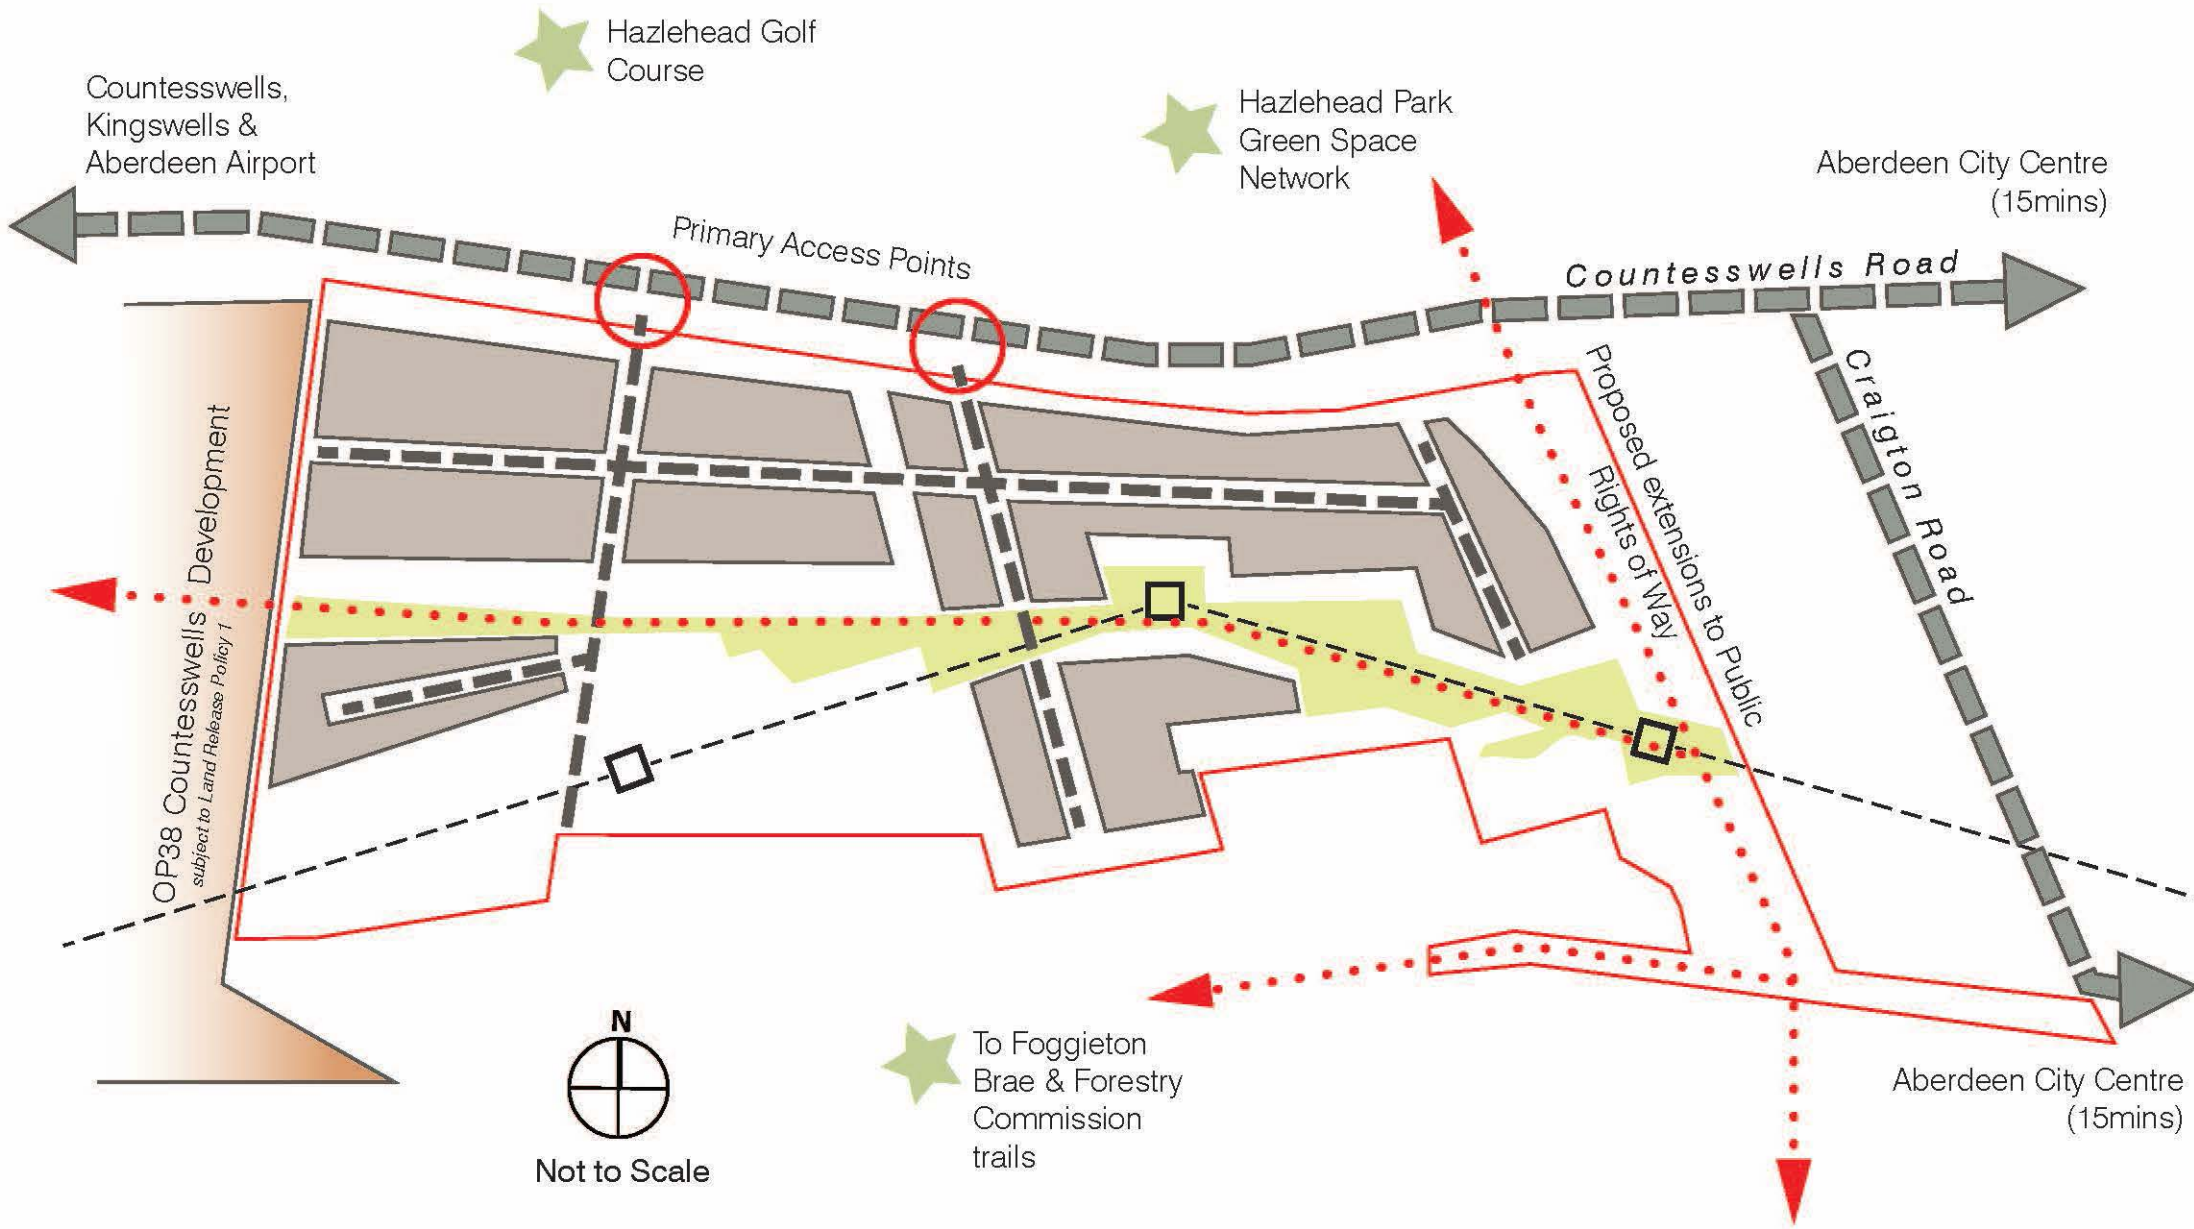 Hazlehead Golf
Course
Countesswells,
Kingswells &
Aberdeen Airport
Hazlehead Park
Green Space
Network
Aberdeen City Centre
(15mins)
Primary Access Points
Countesswells Road
Craigton Road
Proposed extensions to Public
Rights of Way
OP38 Countesswells Development
subject to Land Release Policy 1
N
Not to Scale
To Foggieton
Brae & Forestry
Commission
trails
Aberdeen City Centre
(15mins)